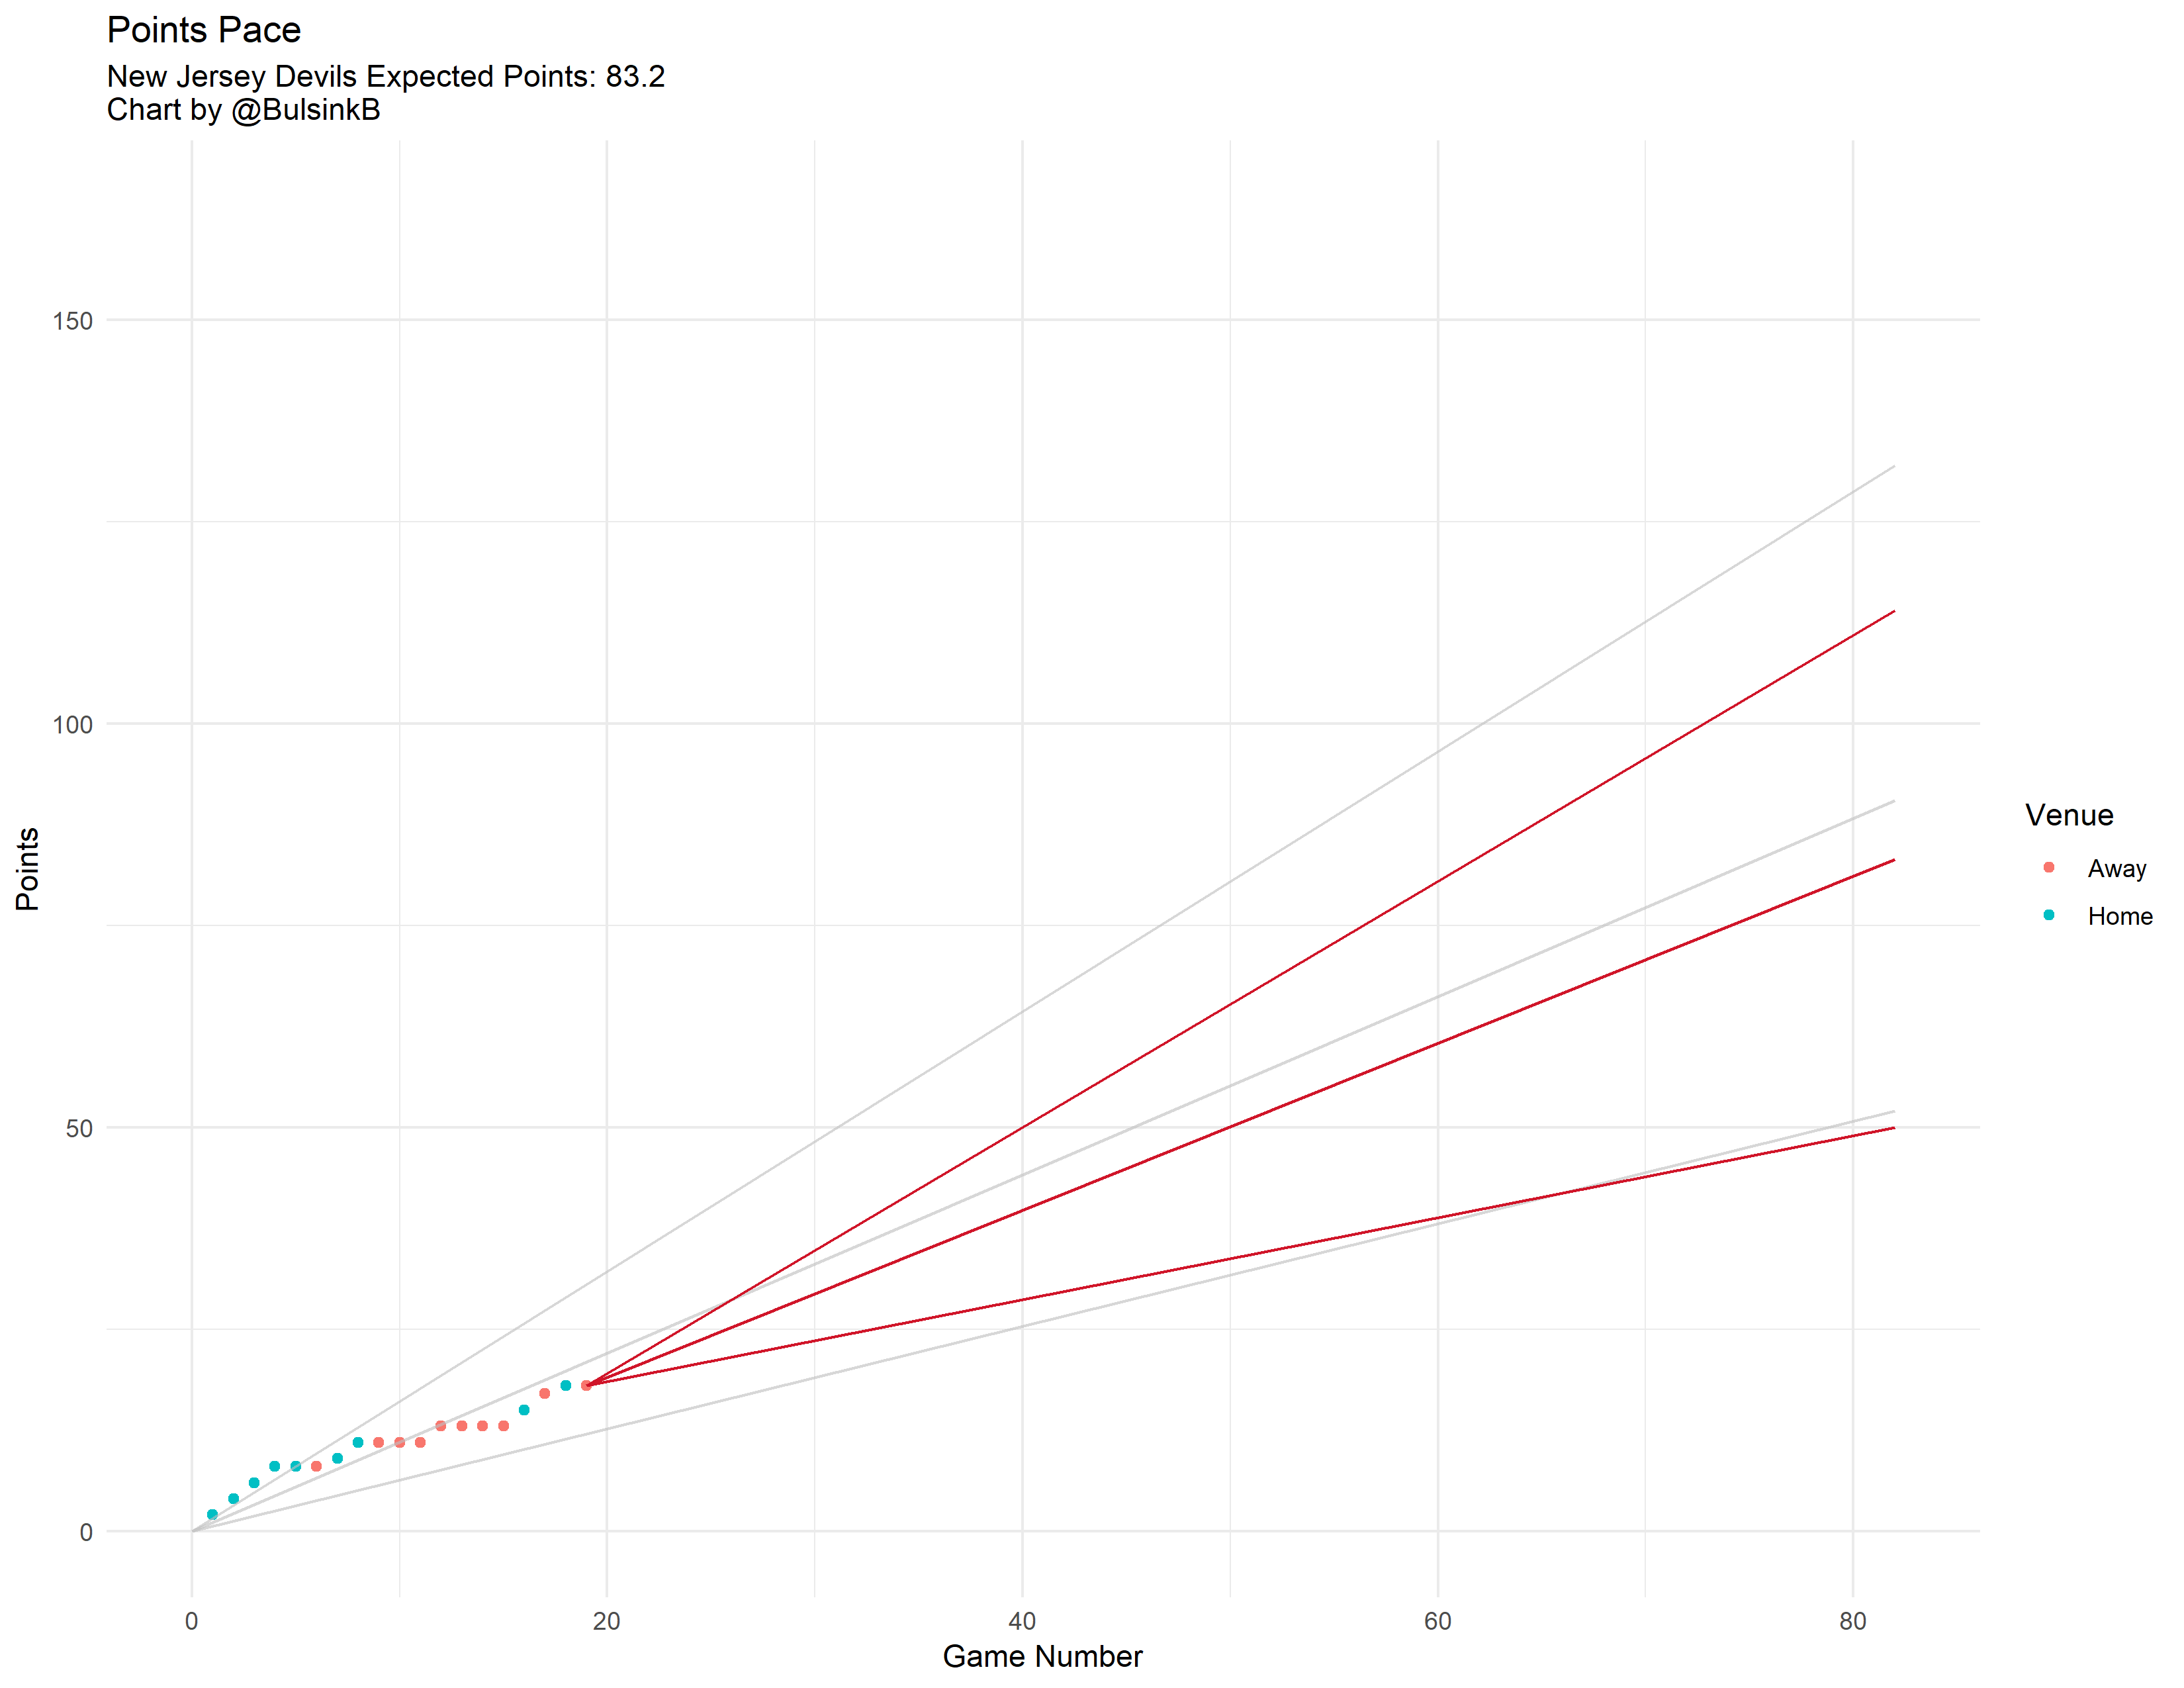 Points Pace
New Jersey Devils Expected Points: 83.2
Chart by @BulsinkB
150
100
50
0
Points
0 20 40 60 80
Game Number
Venue
Away
Home